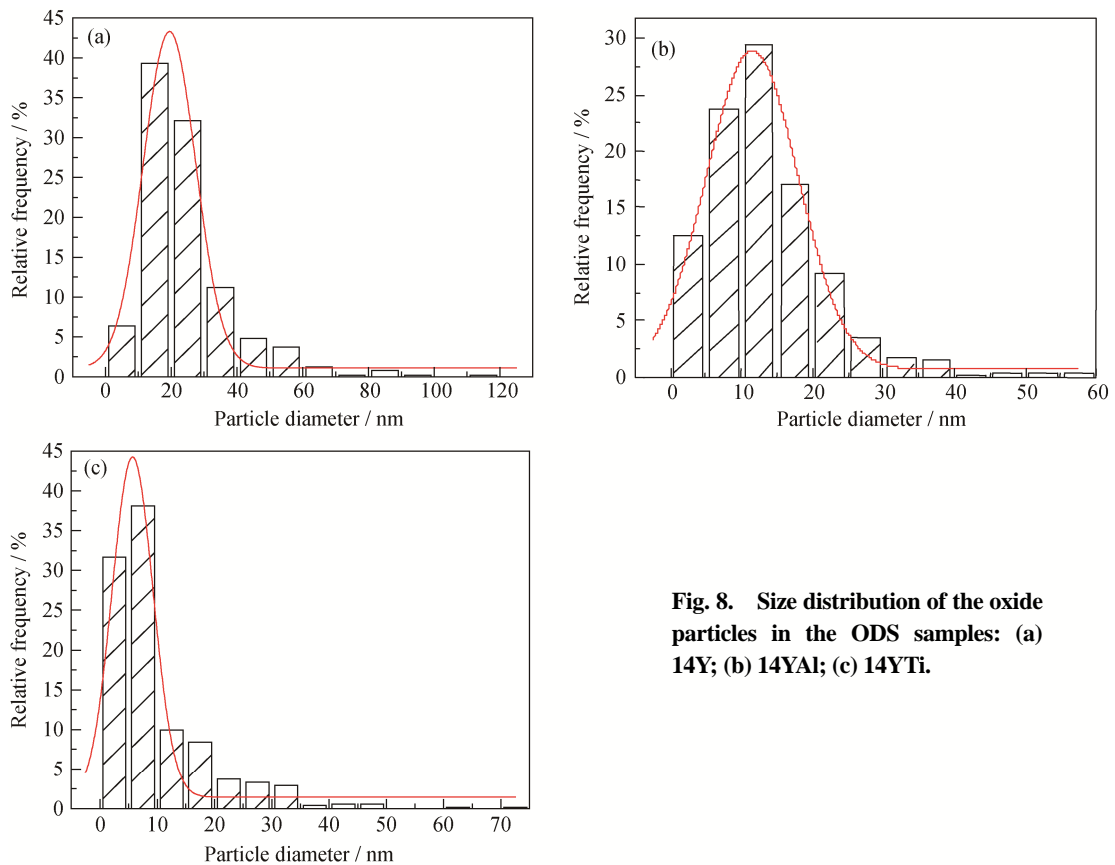 (a)
45
40
35
30
25
20
15
10
5
0
Relative frequency / %
0 20 40 60 80 100 120
Particle diameter / nm
(b)
30
25
20
15
10
5
0
Relative frequency / %
0 10 20 30 40 50 60
Particle diameter / nm
(c)
45
40
35
30
25
20
15
10
5
0
Relative frequency / %
0 10 20 30 40 50 60 70
Particle diameter / nm
Fig. 8. Size distribution of the oxide
particles in the ODS samples: (a)
14Y; (b) 14YAl; (c) 14YTi.